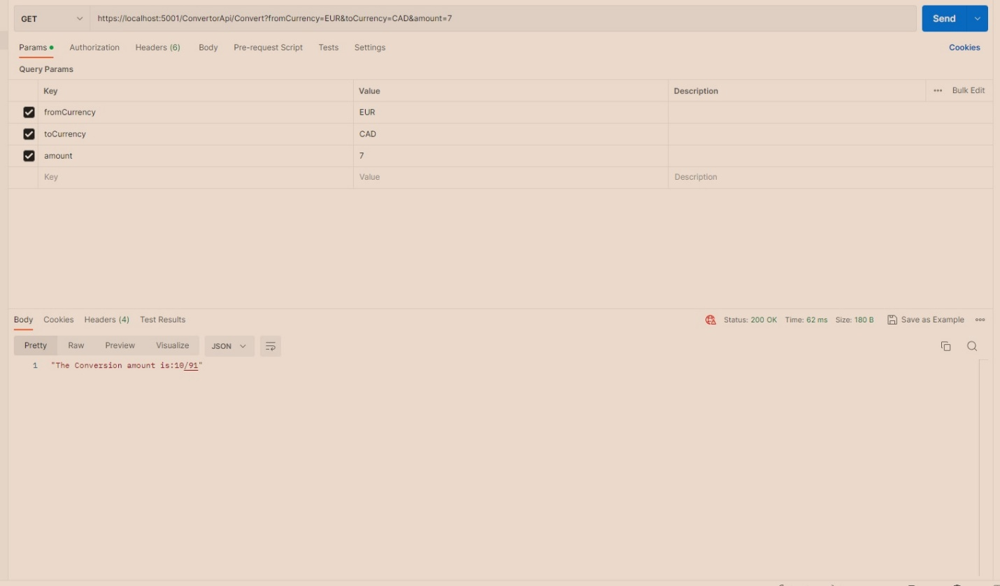 GET https://localhost:5001/ConvertorApi/Convert?fromCurrency=EUR&toCurrency=CAD&amount=7 Send
Params Authorization Headers (6) Body Pre-request Script Tests Settings Cookies
Query Params
Key Value Description ••• Bulk Edit
fromCurrency EUR
toCurrency CAD
amount 7
Key Value Description
Body Cookies Headers (4) Test Results Status: 200 OK Time: 62 ms Size: 180 B Save as Example
Pretty Raw Preview Visualize JSON
1 "The Conversion amount is:10/91"